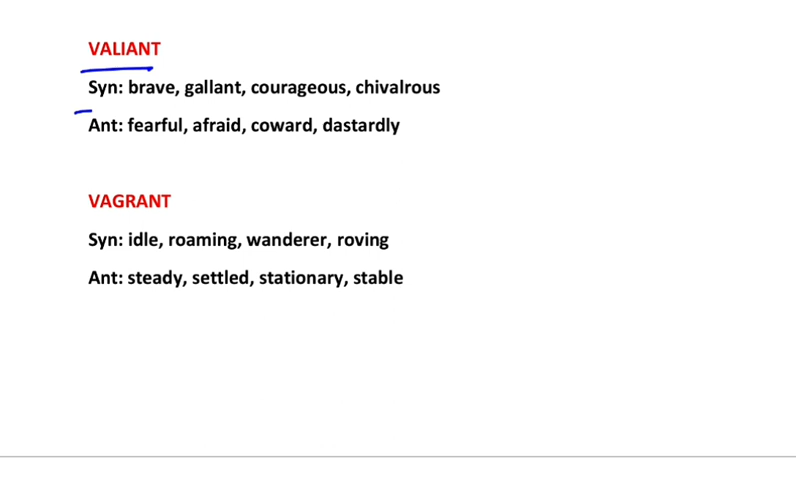 VALIANT
Syn: brave, gallant, courageous, chivalrous
Ant: fearful, afraid, coward, dastardly
VAGRANT
Syn: idle, roaming, wanderer, roving
Ant: steady, settled, stationary, stable